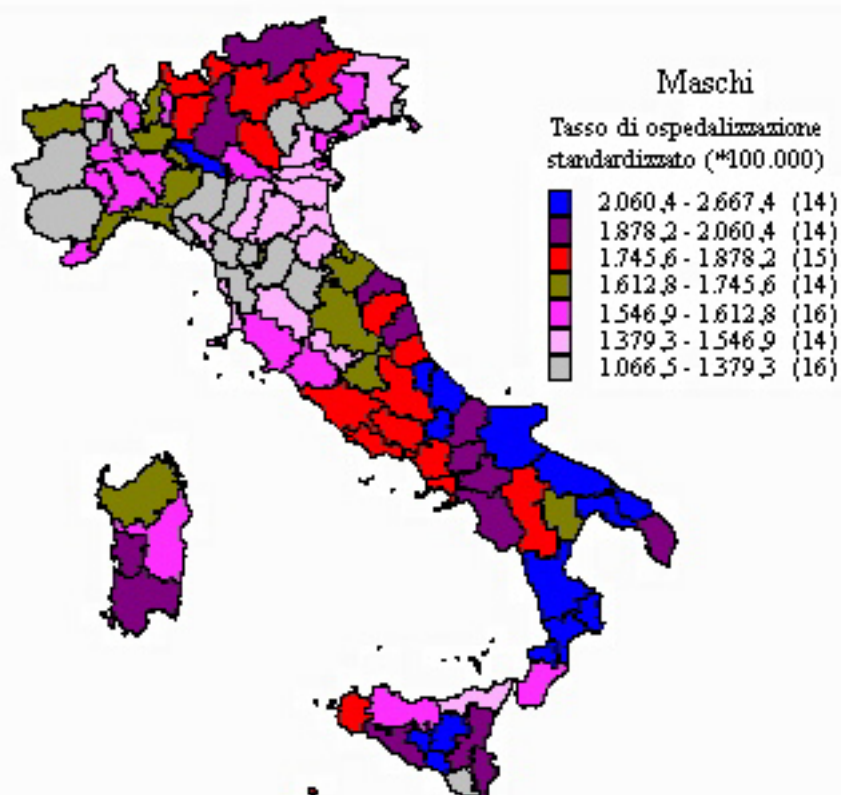 Maschi
Tasso di ospedalizzazione
standardizzato (*100.000)
2.060,4 - 2.667,4 (14)
1.878,2 - 2.060,4 (14)
1.745,6 - 1.878,2 (15)
1.612,8 - 1.745,6 (14)
1.546,9 - 1.612,8 (16)
1.379,3 - 1.546,9 (14)
1.066,5 - 1.379,3 (16)